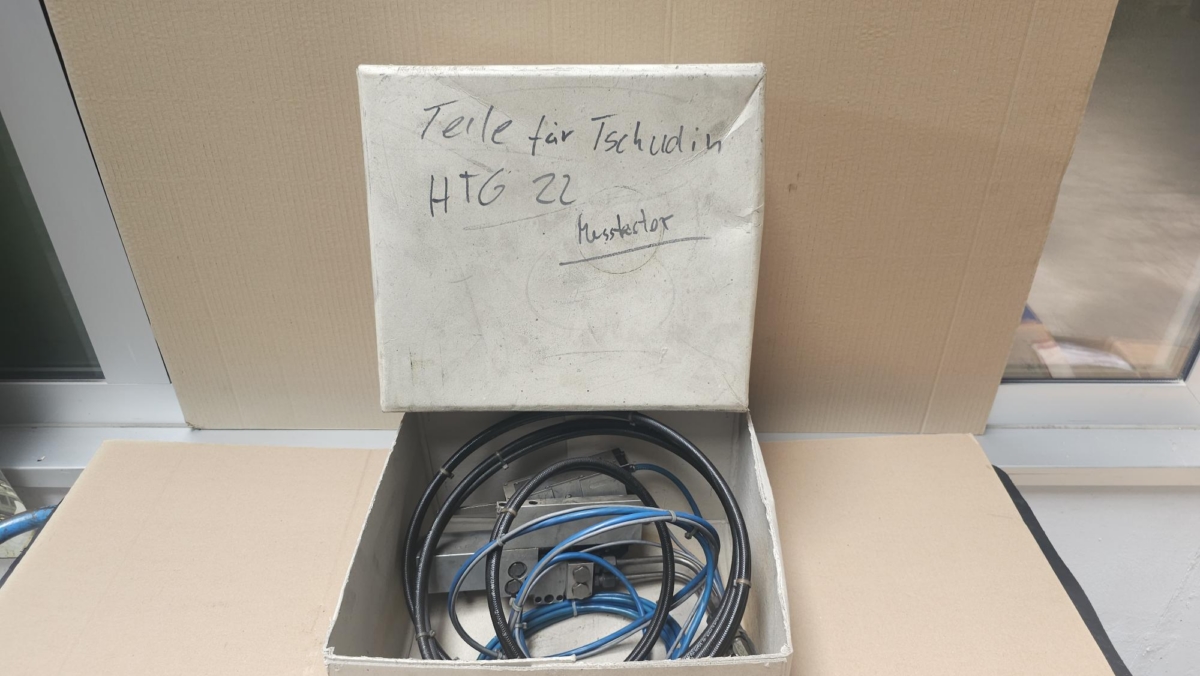 Teile für Tschudin
HTG 22
Messtaster